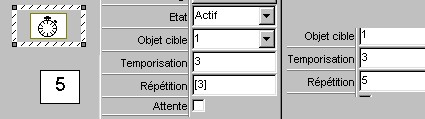 Etat Actif
Objet cible 1
Temporisation 3
Répétition [3]
Attente
5
Objet cible 1
Temporisation 3
Répétition 5